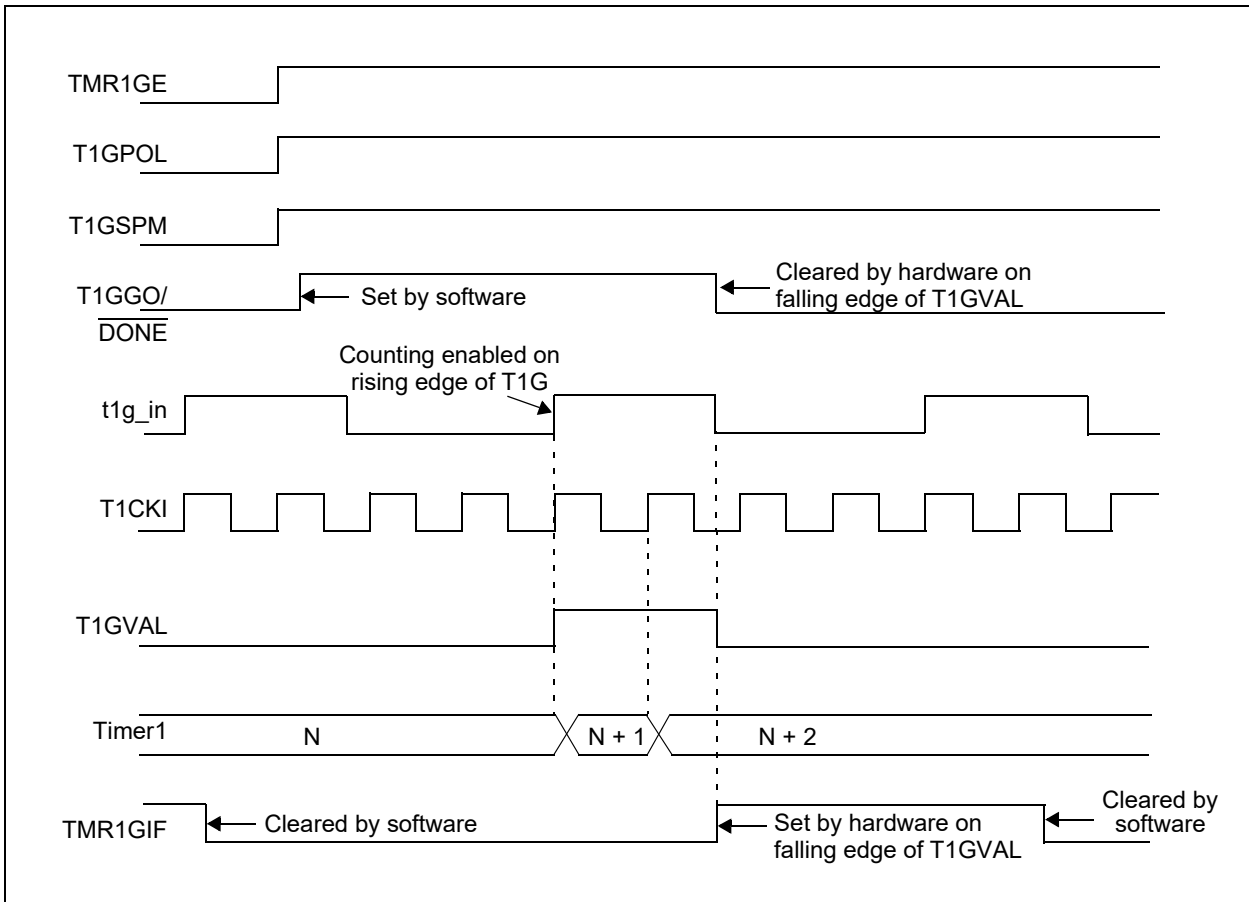 TMR1GE
T1GPOL
T1GSPM
T1GGO/
DONE
Set by software
Cleared by hardware on
falling edge of T1GVAL
Counting enabled on
rising edge of T1G
t1g_in
T1CKI
T1GVAL
Timer1
N
N + 1
N + 2
TMR1GIF
Cleared by software
Set by hardware on
falling edge of T1GVAL
Cleared by
software